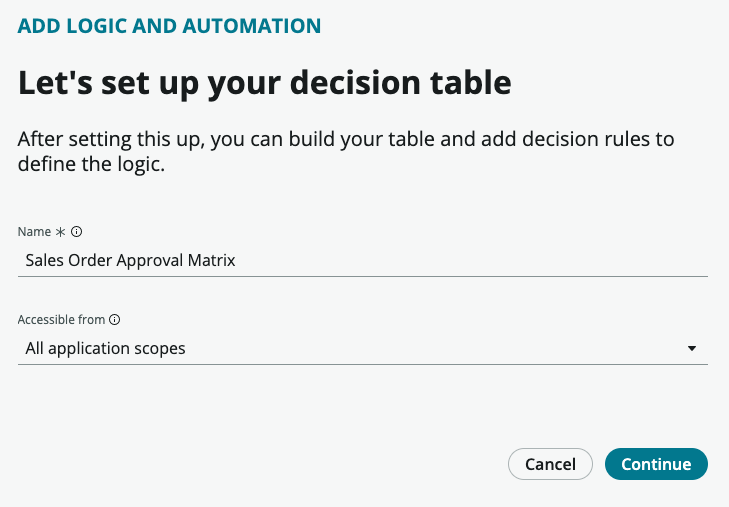 ADD LOGIC AND AUTOMATION
Let's set up your decision table
After setting this up, you can build your table and add decision rules to
define the logic.
Name *
Sales Order Approval Matrix
Accessible from
All application scopes
Cancel
Continue